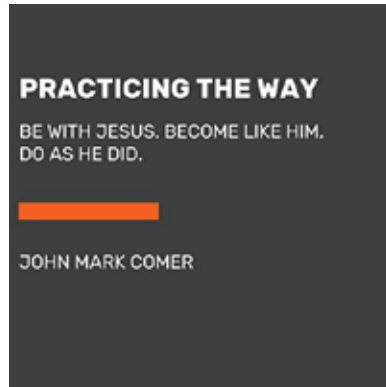 PRACTICING THE WAY
BE WITH JESUS. BECOME LIKE HIM.
DO AS HE DID.
JOHN MARK COMER